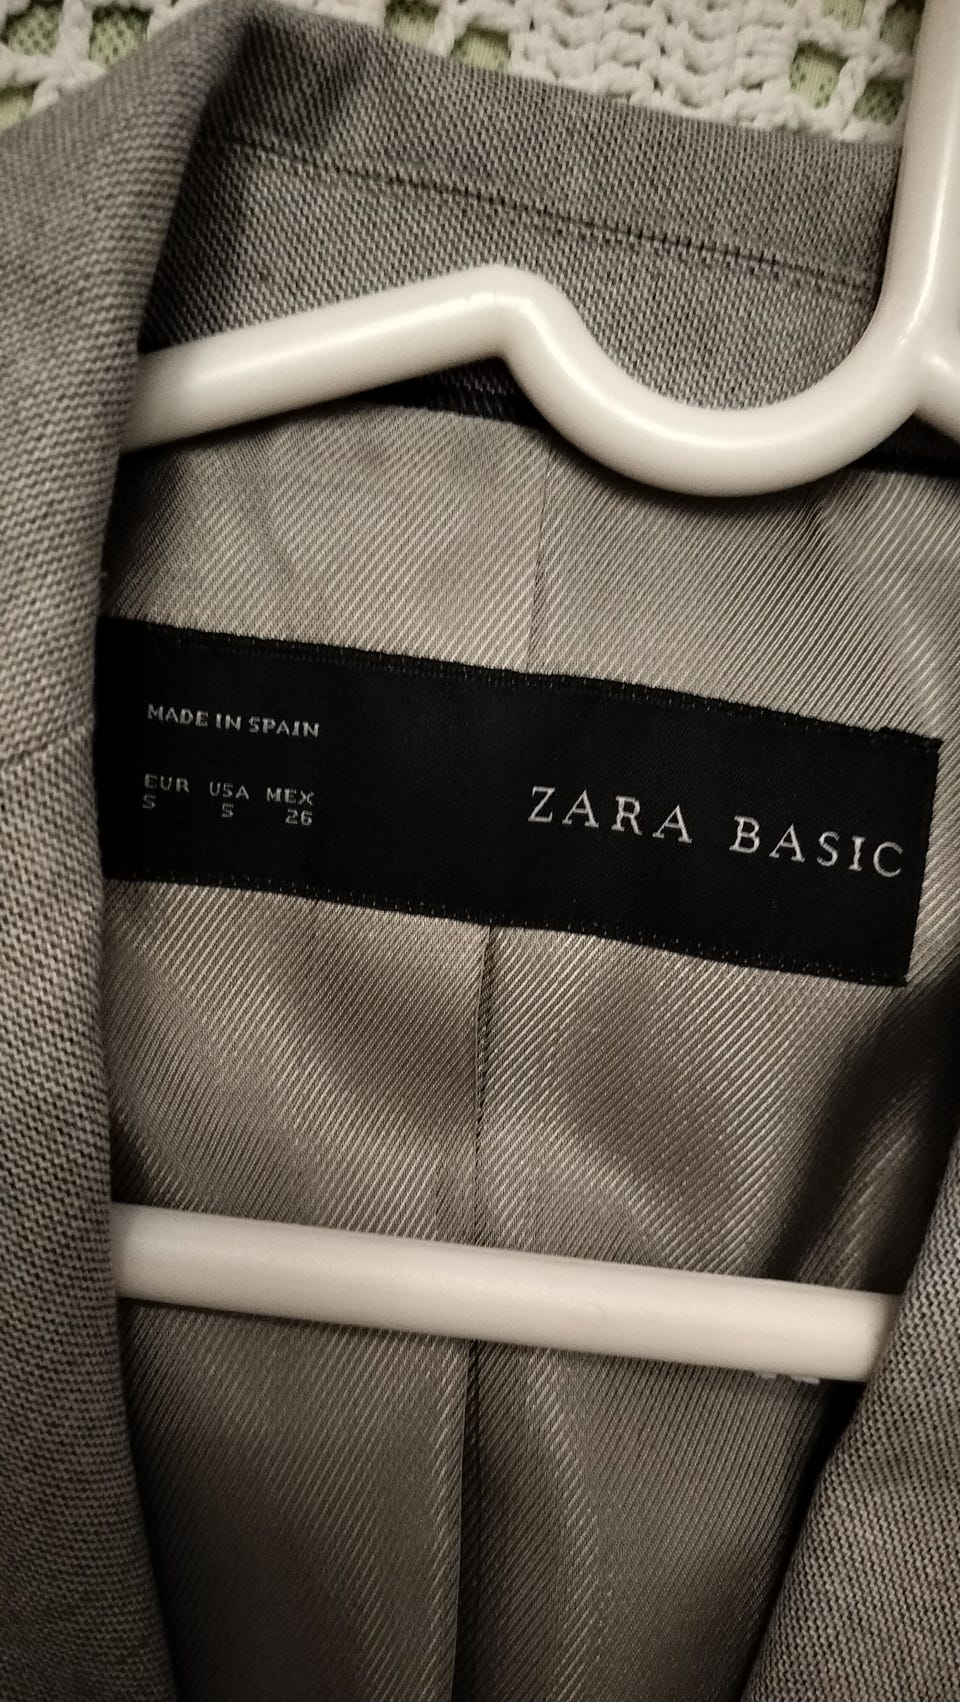 MADE IN SPAIN
EUR USA MEX
S S 26
ZARA BASIC